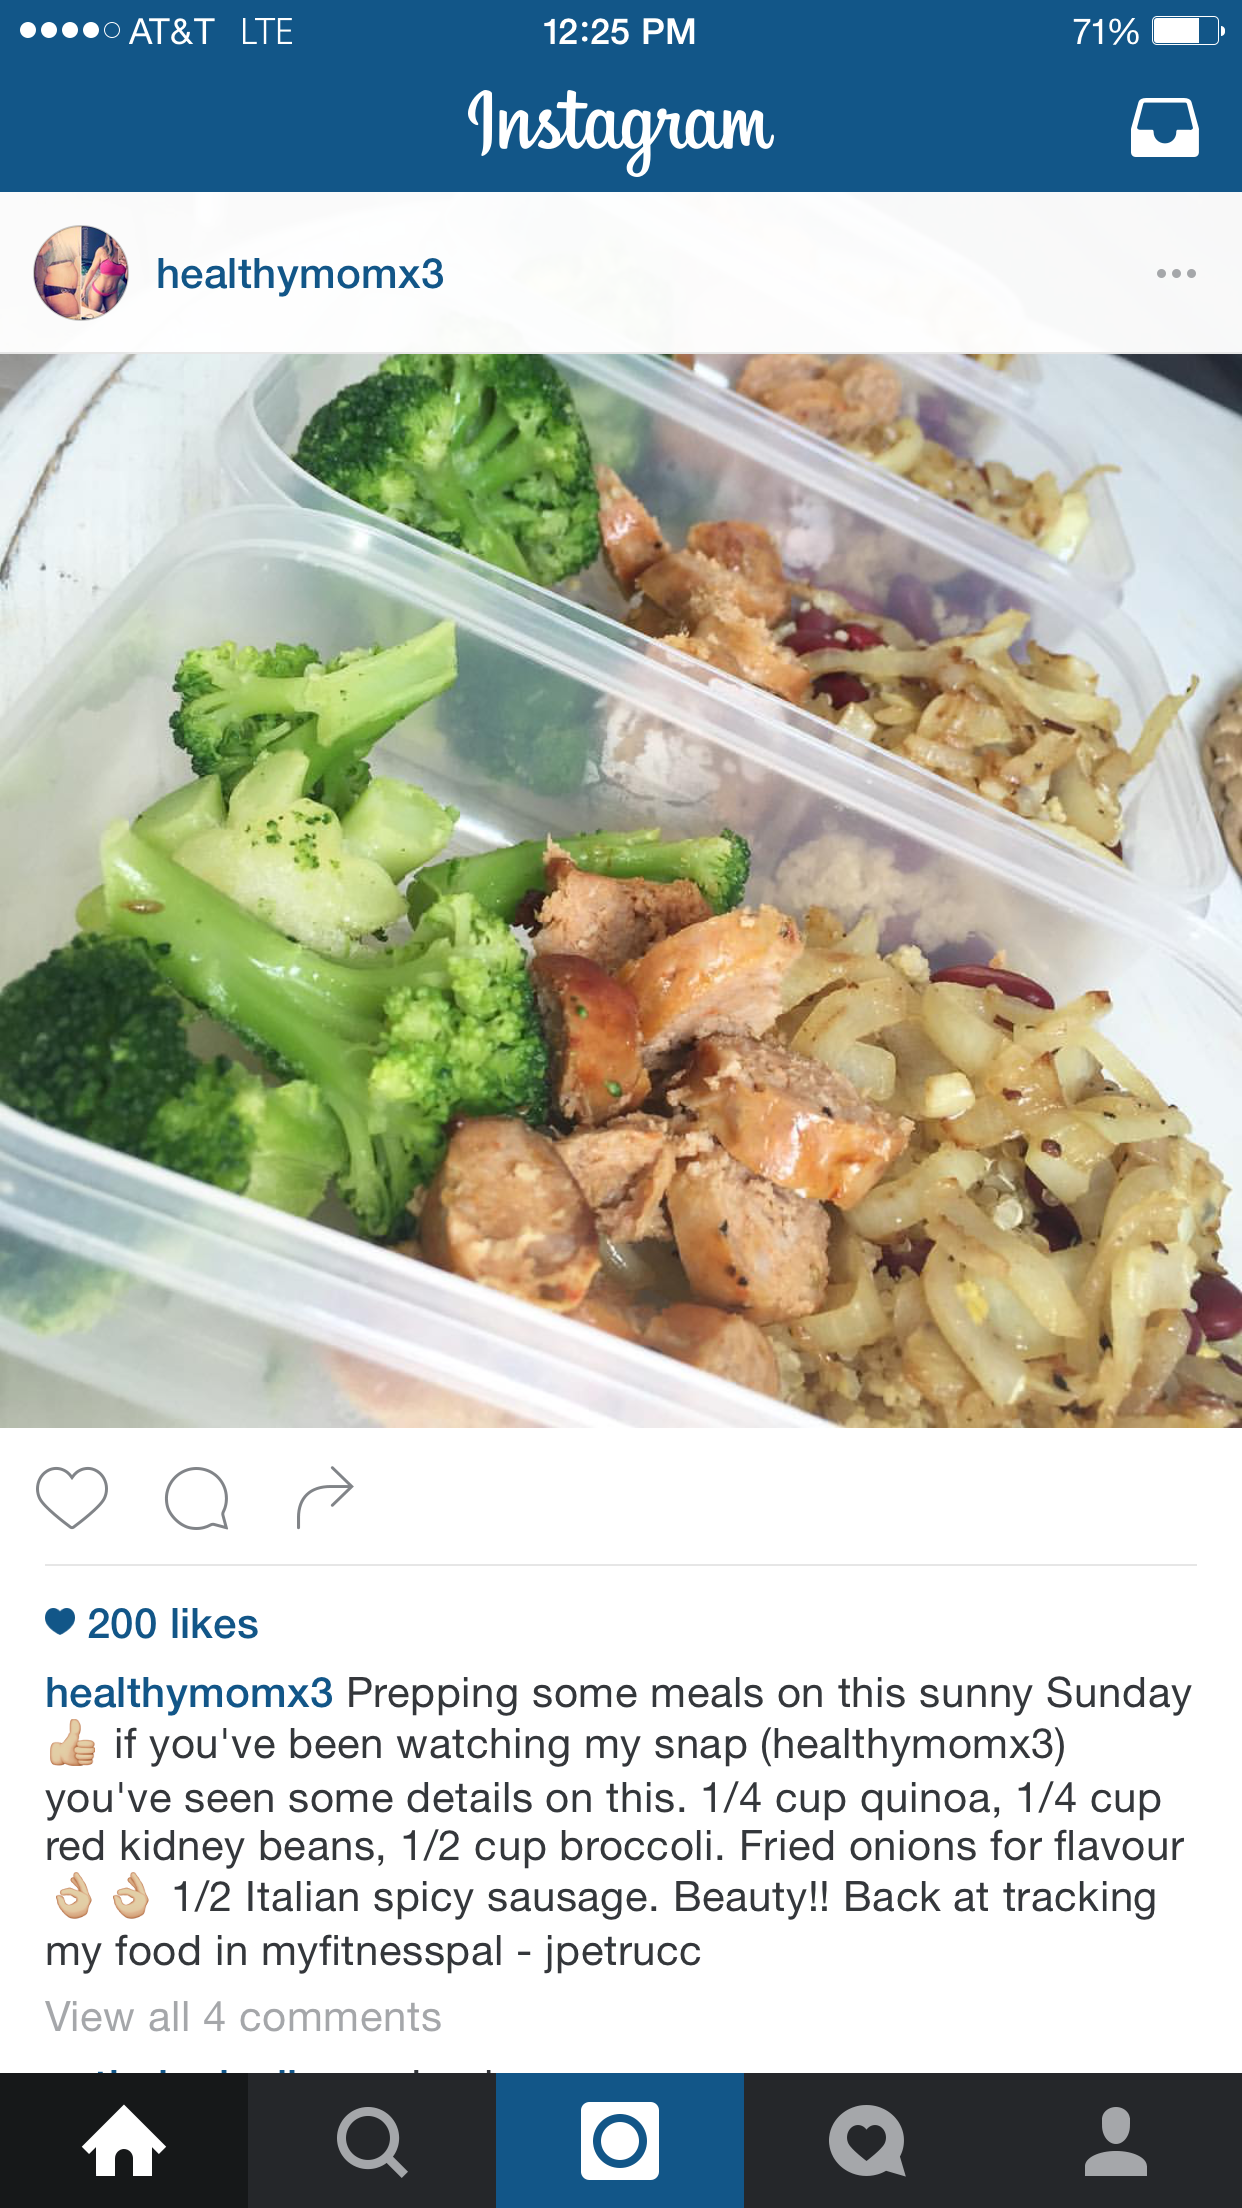 AT&T LTE 12:25 PM 71%
Instagram
healthymomx3
200 likes
healthymomx3 Prepping some meals on this sunny Sunday
👍🏼 if you've been watching my snap (healthymomx3)
you've seen some details on this. 1/4 cup quinoa, 1/4 cup
red kidney beans, 1/2 cup broccoli. Fried onions for flavour
👌🏼👌🏼 1/2 Italian spicy sausage. Beauty!! Back at tracking
my food in myfitnesspal - jpetrucc
View all 4 comments